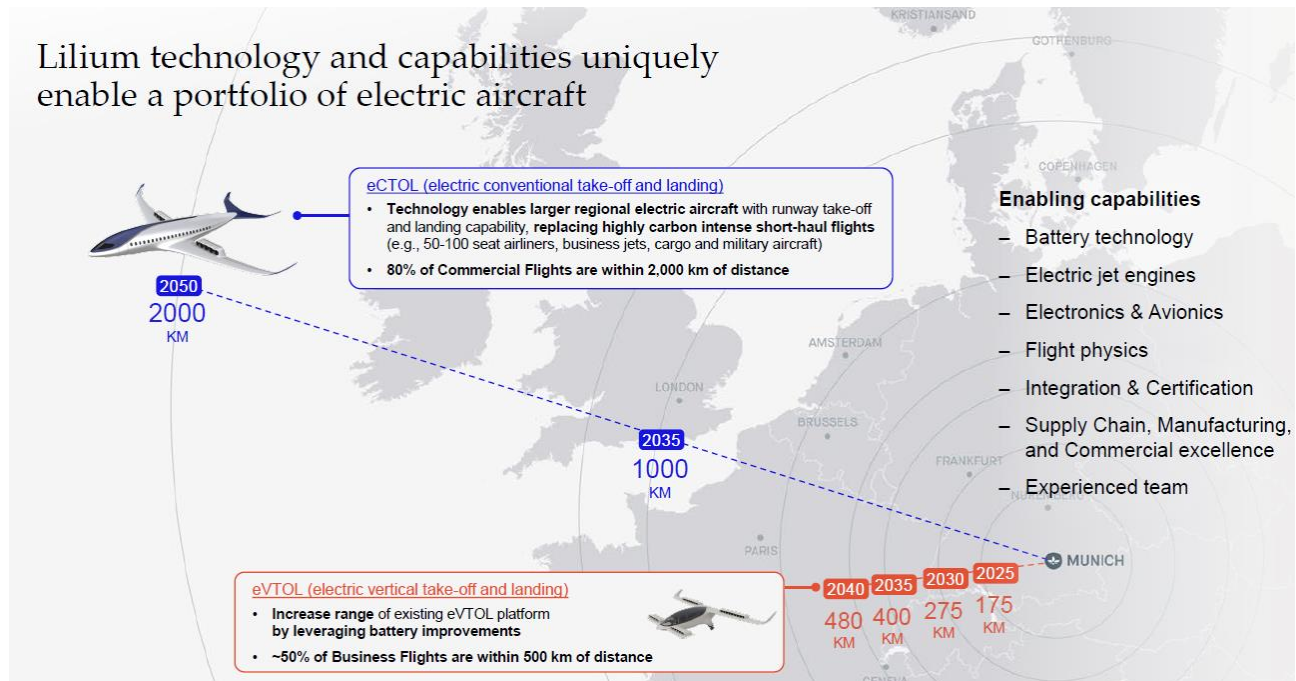 Lilium technology and capabilities uniquely
enable a portfolio of electric aircraft
KRISTIANSAND
GOTHENBURG
COPENHAGEN
eCTOL (electric conventional take-off and landing)
• Technology enables larger regional electric aircraft with runway take-off
and landing capability, replacing highly carbon intense short-haul flights
(e.g., 50-100 seat airliners, business jets, cargo and military aircraft)
• 80% of Commercial Flights are within 2,000 km of distance
2050
2000
KM
Enabling capabilities
– Battery technology
– Electric jet engines
– Electronics & Avionics
– Flight physics
– Integration & Certification
– Supply Chain, Manufacturing,
and Commercial excellence
– Experienced team
AMSTERDAM
LONDON
BRUSSELS
FRANKFURT
NUREMBERG
PARIS
2035
1000
KM
MUNICH
eVTOL (electric vertical take-off and landing)
• Increase range of existing eVTOL platform
by leveraging battery improvements
• ~50% of Business Flights are within 500 km of distance
2040
480
KM
2035
400
KM
2030
275
KM
2025
175
KM
GENEVA